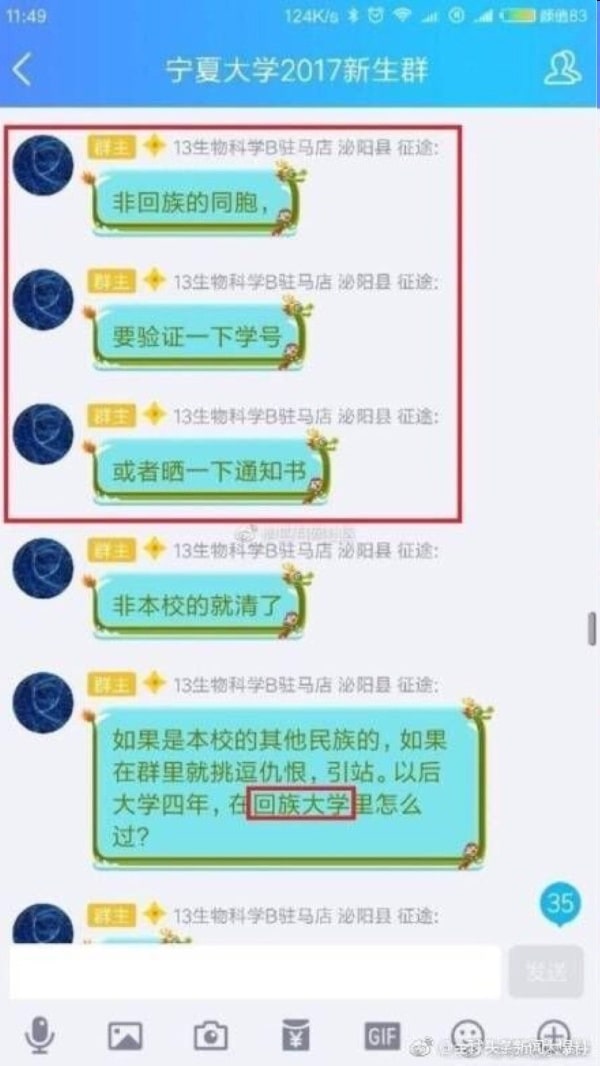 11:49
124K/s
颜值83
宁夏大学2017新生群
群主
13生物科学B驻马店 泌阳县 征途:
非回族的同胞，
群主
13生物科学B驻马店 泌阳县 征途:
要验证一下学号
群主
13生物科学B驻马店 泌阳县 征途:
或者晒一下通知书
群主
13生物科学B驻马店 泌阳县 征途:
非本校的就清了
群主
13生物科学B驻马店 泌阳县 征途:
如果是本校的其他民族的，如果
在群里就挑逗仇恨，引站。以后
大学四年，在回族大学里怎么
过?
35
群主
13生物科学B驻马店 泌阳县 征途:
发送
GIF